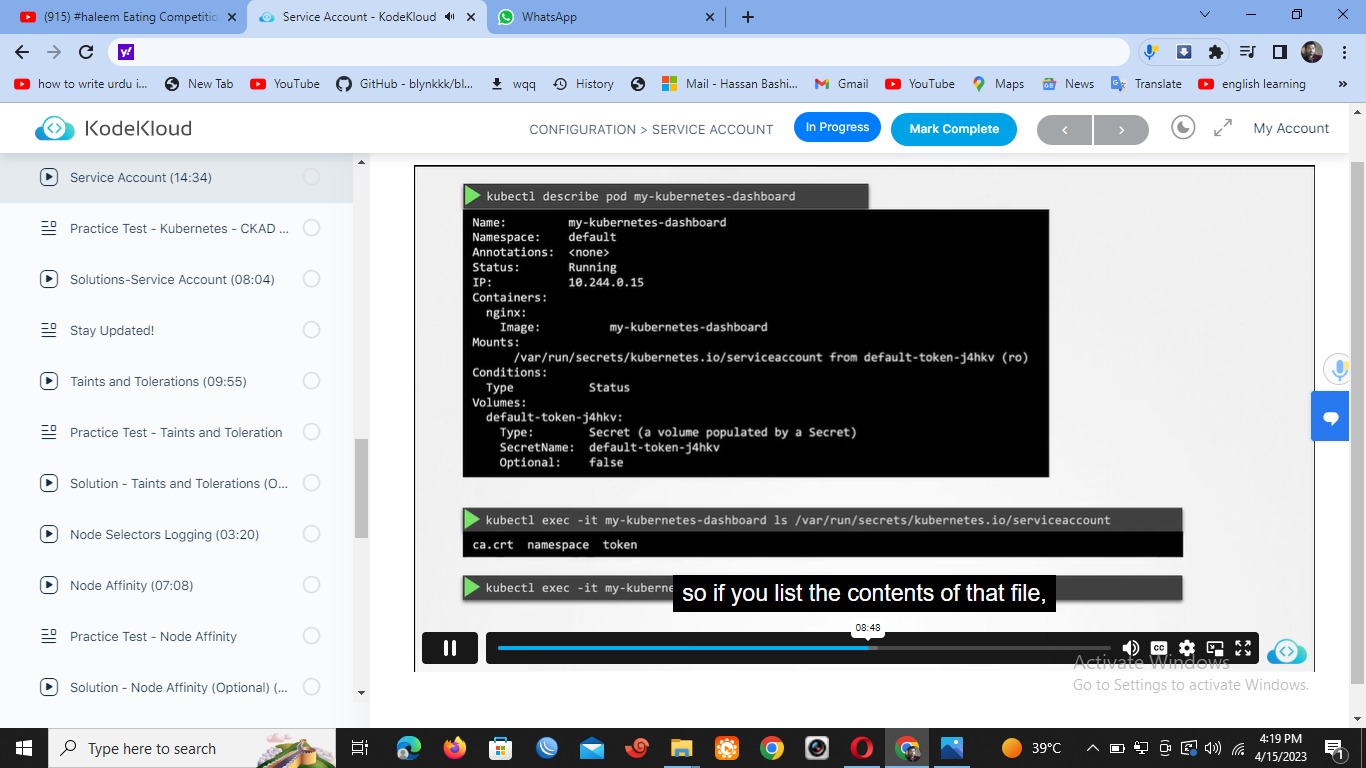 (915) #haleem Eating Competitio
Service Account - KodeKloud
WhatsApp
y!
how to write urdu i...
New Tab
YouTube
GitHub - blynkkk/bl...
wqq
History
Mail - Hassan Bashi...
Gmail
YouTube
Maps
News
Translate
english learning
»
KodeKloud
CONFIGURATION > SERVICE ACCOUNT
In Progress
Mark Complete
My Account
Service Account (14:34)
Practice Test - Kubernetes - CKAD ...
Solutions-Service Account (08:04)
Stay Updated!
Taints and Tolerations (09:55)
Practice Test - Taints and Toleration
Solution - Taints and Tolerations (O...
Node Selectors Logging (03:20)
Node Affinity (07:08)
Practice Test - Node Affinity
Solution - Node Affinity (Optional) (...
kubectl describe pod my-kubernetes-dashboard
Name: my-kubernetes-dashboard
Namespace: default
Annotations: <none>
Status: Running
IP: 10.244.0.15
Containers:
nginx:
Image: my-kubernetes-dashboard
Mounts:
/var/run/secrets/kubernetes.io/serviceaccount from default-token-j4hkv (ro)
Conditions:
Type Status
Volumes:
default-token-j4hkv:
Type: Secret (a volume populated by a Secret)
SecretName: default-token-j4hkv
Optional: false
kubectl exec -it my-kubernetes-dashboard ls /var/run/secrets/kubernetes.io/serviceaccount
ca.crt namespace token
kubectl exec -it my-kuberne
so if you list the contents of that file,
08:48
CC
Activate Windows
Go to Settings to activate Windows.
Type here to search
39°C
4:19 PM
4/15/2023
1